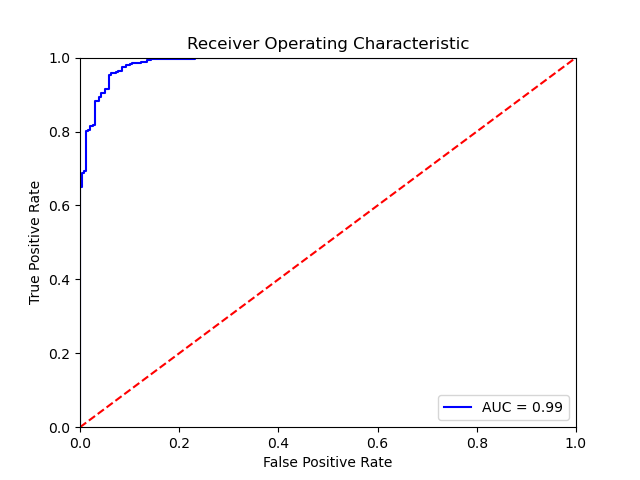 Receiver Operating Characteristic
1.0
0.8
0.6
0.4
0.2
0.0
True Positive Rate
AUC = 0.99
0.0 0.2 0.4 0.6 0.8 1.0
False Positive Rate